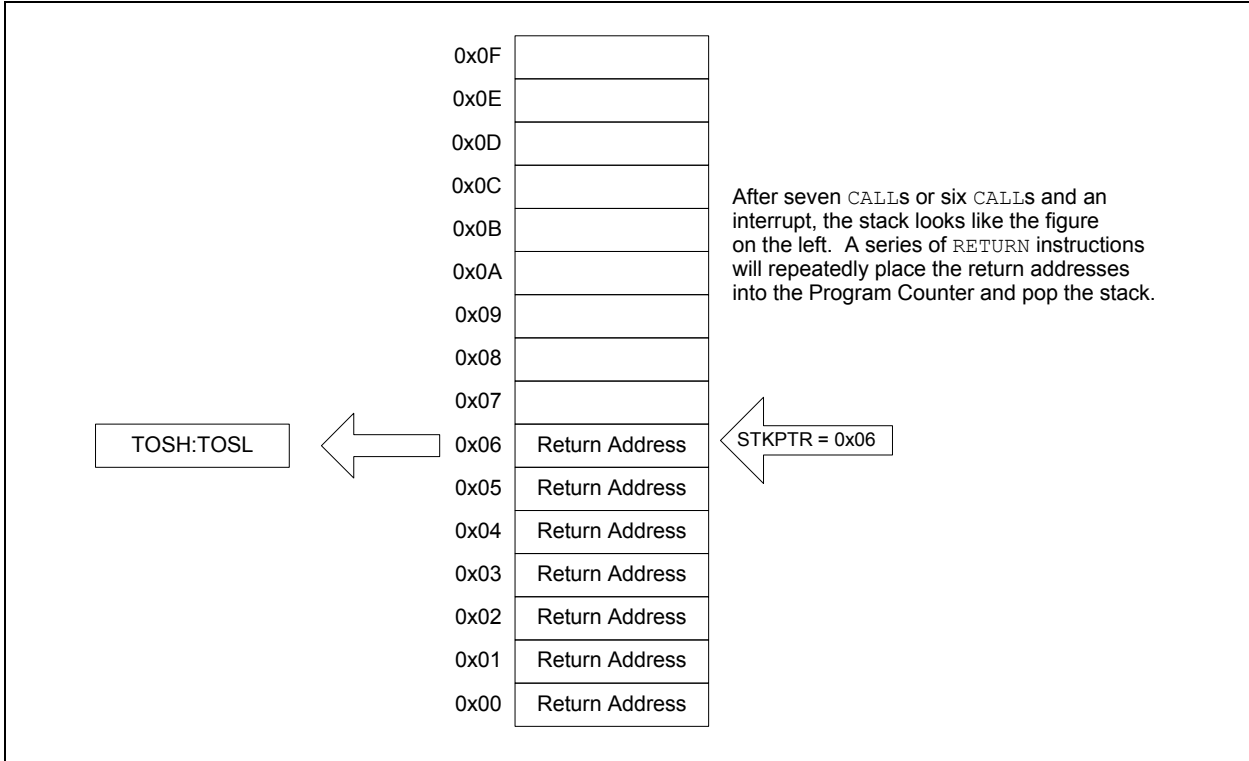 0x0F
0x0E
0x0D
0x0C
0x0B
0x0A
0x09
0x08
0x07
After seven CALLs or six CALLs and an
interrupt, the stack looks like the figure
on the left. A series of RETURN instructions
will repeatedly place the return addresses
into the Program Counter and pop the stack.
TOSH:TOSL
0x06 Return Address
STKPTR = 0x06
0x05 Return Address
0x04 Return Address
0x03 Return Address
0x02 Return Address
0x01 Return Address
0x00 Return Address